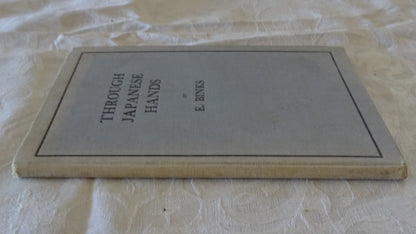 THROUGH
JAPANESE
HANDS
BY
E. BINKS